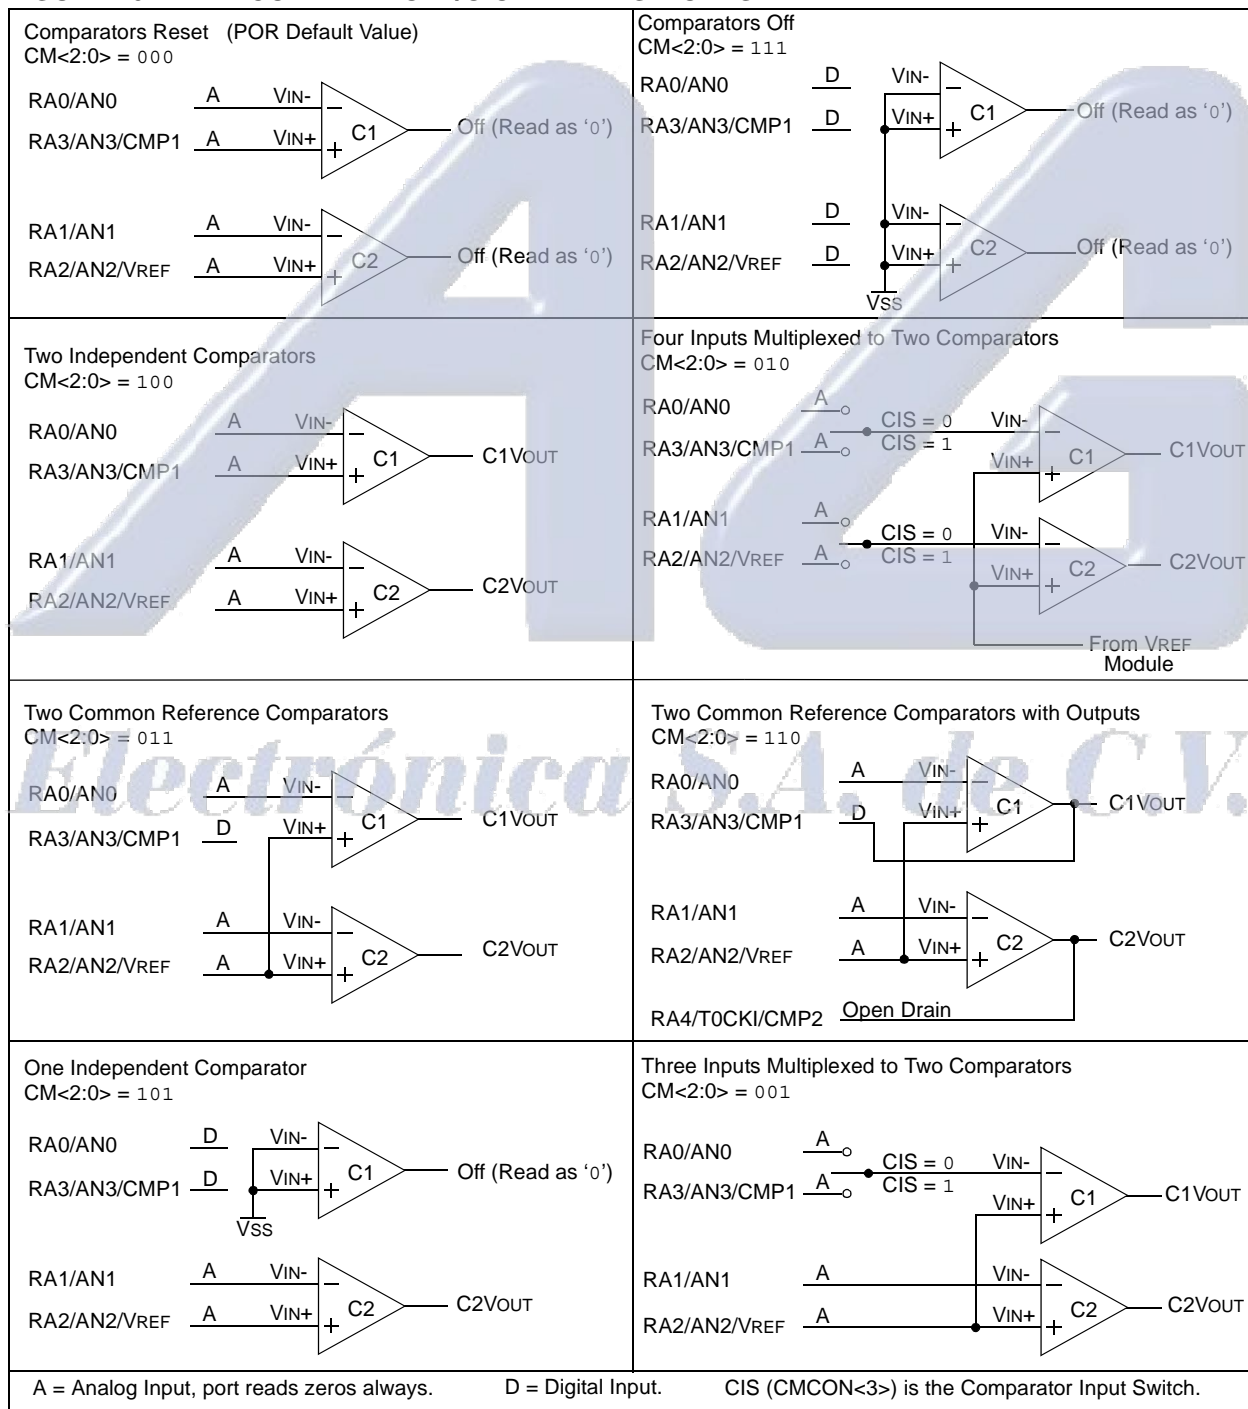 Comparators Reset (POR Default Value)
CM<2:0> = 000
RA0/AN0 A VIN-
RA3/AN3/CMP1 A VIN+
C1 Off (Read as ‘0’)
RA1/AN1 A VIN-
RA2/AN2/VREF A VIN+
C2 Off (Read as ‘0’)
Comparators Off
CM<2:0> = 111
RA0/AN0 D VIN-
RA3/AN3/CMP1 D VIN+
C1 Off (Read as ‘0’)
RA1/AN1 D VIN-
RA2/AN2/VREF D VIN+
C2 Off (Read as ‘0’)
VSS
Two Independent Comparators
CM<2:0> = 100
RA0/AN0 A VIN-
RA3/AN3/CMP1 A VIN+
C1 C1VOUT
RA1/AN1 A VIN-
RA2/AN2/VREF A VIN+
C2 C2VOUT
Four Inputs Multiplexed to Two Comparators
CM<2:0> = 010
RA0/AN0 A CIS = 0 VIN-
RA3/AN3/CMP1 A CIS = 1 VIN+
C1 C1VOUT
RA1/AN1 A CIS = 0 VIN-
RA2/AN2/VREF A CIS = 1 VIN+
C2 C2VOUT
From VREF
Module
Two Common Reference Comparators
CM<2:0> = 011
RA0/AN0 A VIN-
RA3/AN3/CMP1 D VIN+
C1 C1VOUT
RA1/AN1 A VIN-
RA2/AN2/VREF A VIN+
C2 C2VOUT
Two Common Reference Comparators with Outputs
CM<2:0> = 110
RA0/AN0 A VIN-
RA3/AN3/CMP1 D VIN+
C1 C1VOUT
RA1/AN1 A VIN-
RA2/AN2/VREF A VIN+
C2 C2VOUT
RA4/T0CKI/CMP2 Open Drain
Electrónica S.A. de C.V.
One Independent Comparator
CM<2:0> = 101
RA0/AN0 D VIN-
RA3/AN3/CMP1 D VIN+
C1 Off (Read as ‘0’)
VSS
RA1/AN1 A VIN-
RA2/AN2/VREF A VIN+
C2 C2VOUT
Three Inputs Multiplexed to Two Comparators
CM<2:0> = 001
RA0/AN0 A CIS = 0 VIN-
RA3/AN3/CMP1 A CIS = 1 VIN+
C1 C1VOUT
RA1/AN1 A VIN-
RA2/AN2/VREF A VIN+
C2 C2VOUT
A = Analog Input, port reads zeros always. D = Digital Input. CIS (CMCON<3>) is the Comparator Input Switch.